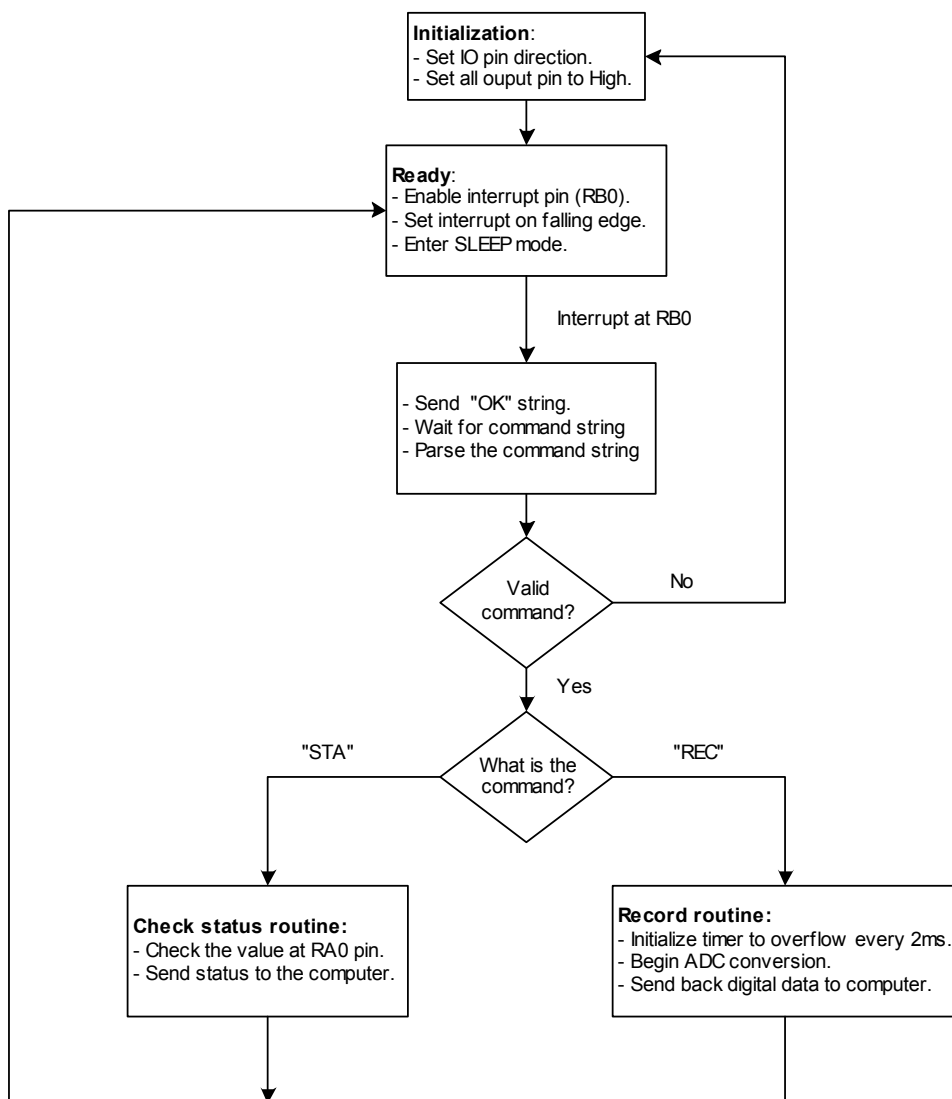 Initialization:
- Set IO pin direction.
- Set all ouput pin to High.
Ready:
- Enable interrupt pin (RB0).
- Set interrupt on falling edge.
- Enter SLEEP mode.
Interrupt at RB0
- Send "OK" string.
- Wait for command string
- Parse the command string
Valid
command?
No
Yes
"STA"
What is the
command?
"REC"
Check status routine:
- Check the value at RA0 pin.
- Send status to the computer.
Record routine:
- Initialize timer to overflow every 2ms.
- Begin ADC conversion.
- Send back digital data to computer.